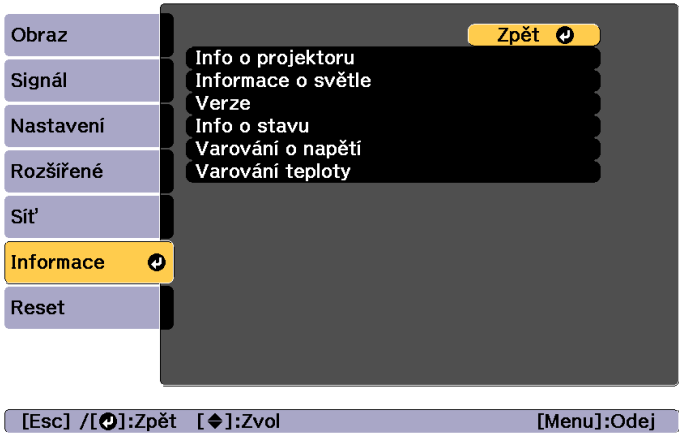 Obraz
Signál
Nastavení
Rozšířené
Síť
Informace
Reset
Zpět
Info o projektoru
Informace o světle
Verze
Info o stavu
Varování o napětí
Varování teploty
[Esc] /[⏎]:Zpět [◆]:Zvol [Menu]:Odej